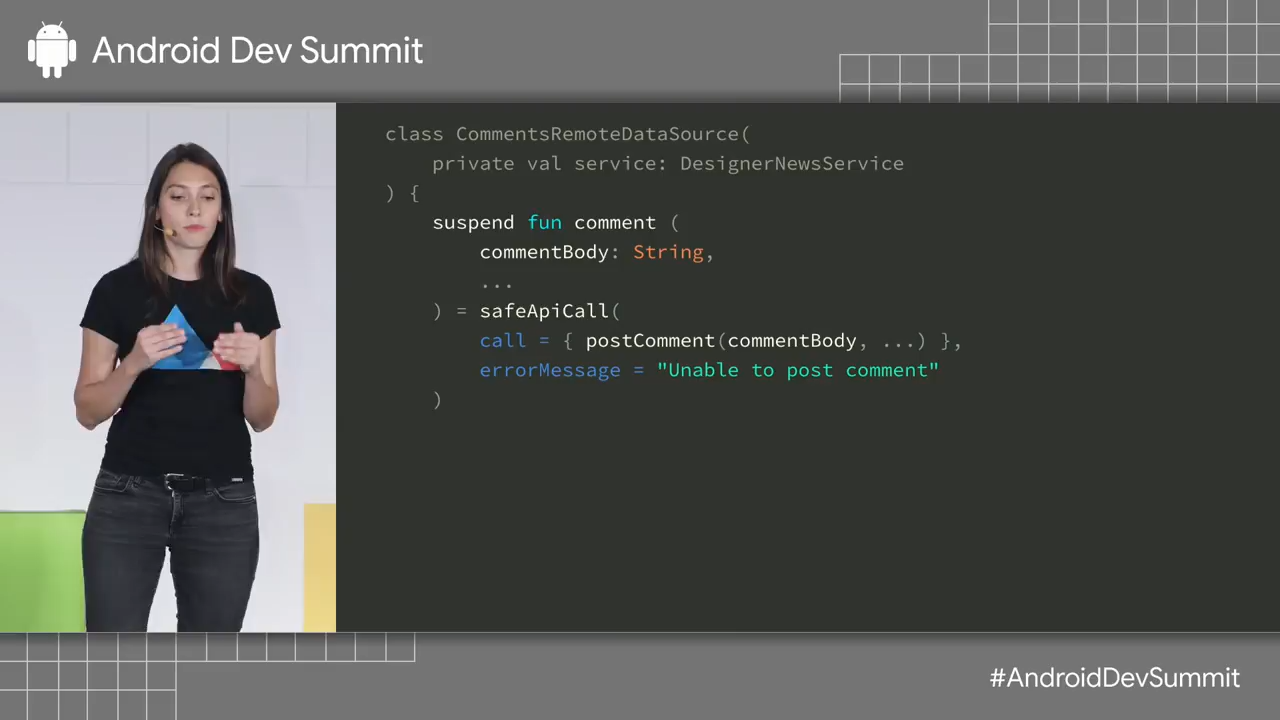 Android Dev Summit
class CommentsRemoteDataSource(
    private val service: DesignerNewsService
) {
    suspend fun comment (
        commentBody: String,
        ...
    ) = safeApiCall(
        call = { postComment(commentBody, ...) },
        errorMessage = "Unable to post comment"
    )
#AndroidDevSummit